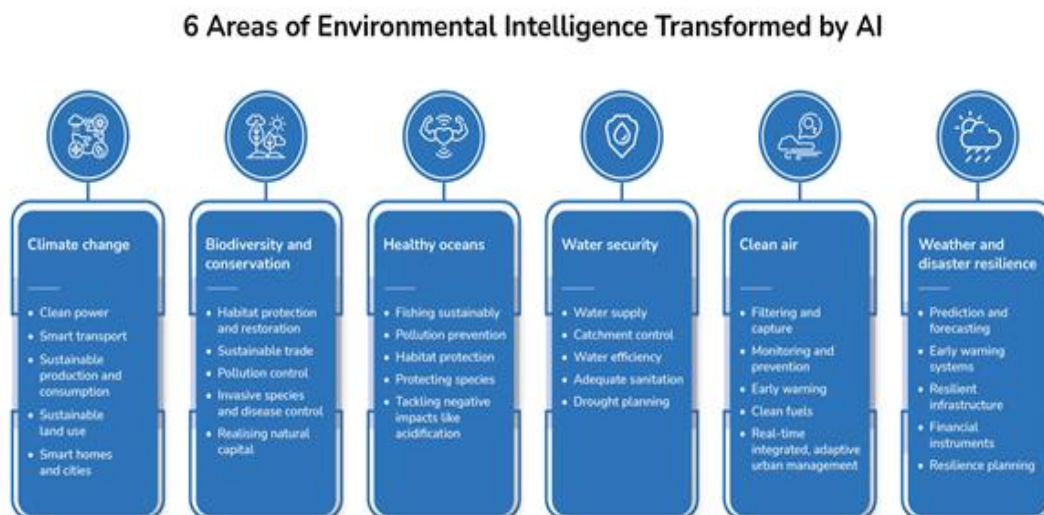 6 Areas of Environmental Intelligence Transformed by AI
Climate change
• Clean power
• Smart transport
• Sustainable
production and
consumption
• Sustainable
land use
• Smart homes
and cities
Biodiversity and
conservation
• Habitat protection
and restoration
• Sustainable trade
• Pollution control
• Invasive species
and disease control
• Realising natural
capital
Healthy oceans
• Fishing sustainably
• Pollution prevention
• Habitat protection
• Protecting species
• Tackling negative
impacts like
acidification
Water security
• Water supply
• Catchment control
• Water efficiency
• Adequate sanitation
• Drought planning
Clean air
• Filtering and
capture
• Monitoring and
prevention
• Early warning
• Clean fuels
• Real-time
integrated, adaptive
urban management
Weather and
disaster resilience
• Prediction and
forecasting
• Early warning
systems
• Resilient
infrastructure
• Financial
instruments
• Resilience planning